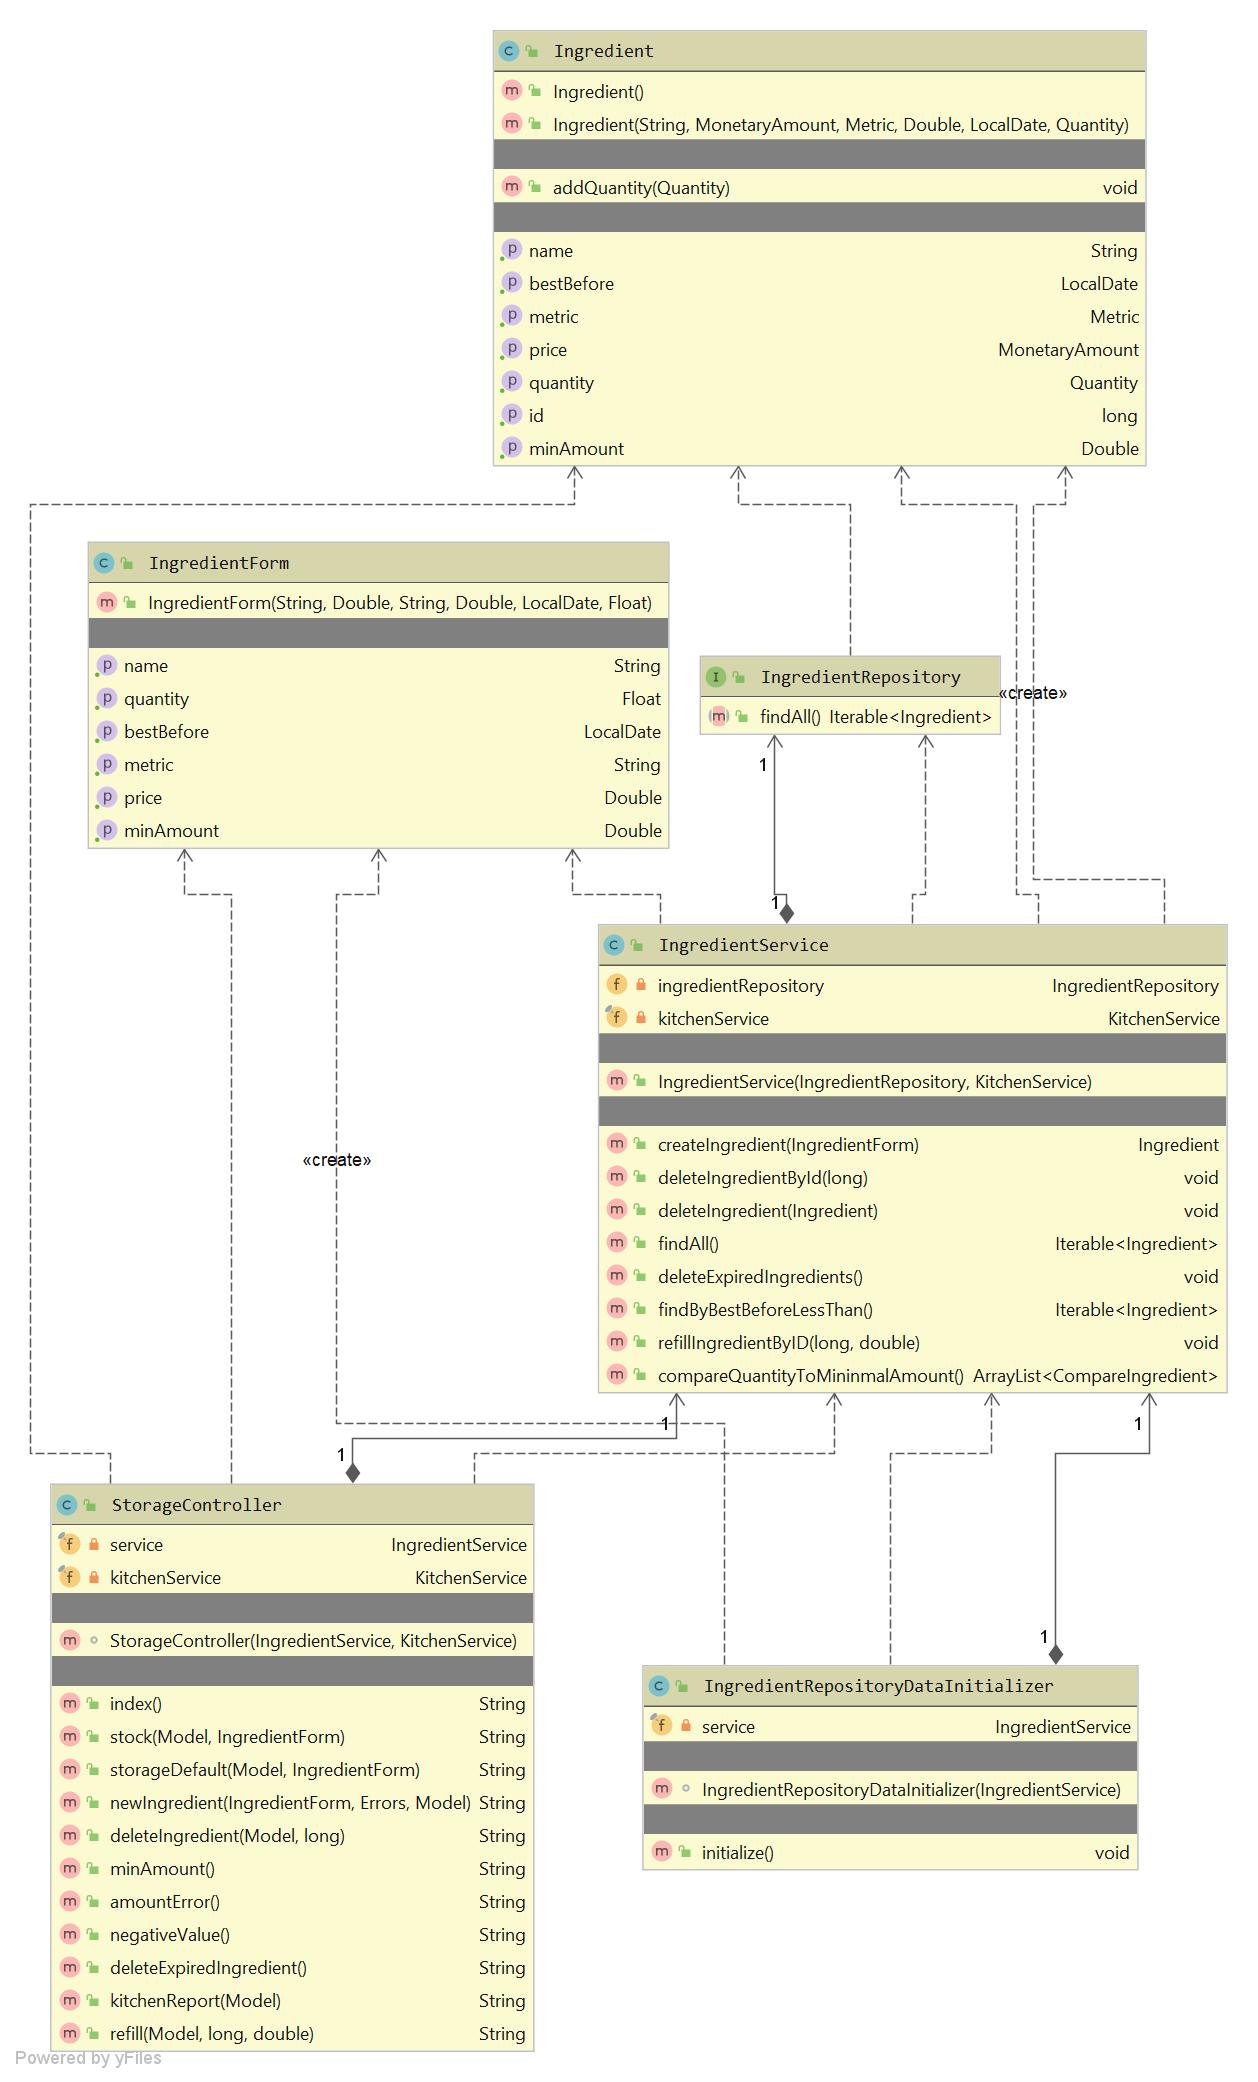 C Ingredient
m Ingredient()
m Ingredient(String, MonetaryAmount, Metric, Double, LocalDate, Quantity)
m addQuantity(Quantity) void
p name String
p bestBefore LocalDate
p metric Metric
p price MonetaryAmount
p quantity Quantity
p id long
p minAmount Double
C IngredientForm
m IngredientForm(String, Double, String, Double, LocalDate, Float)
p name String
p quantity Float
p bestBefore LocalDate
p metric String
p price Double
p minAmount Double
I IngredientRepository
m findAll() Iterable<Ingredient>
«create»
1
1
C IngredientService
f ingredientRepository IngredientRepository
f kitchenService KitchenService
m IngredientService(IngredientRepository, KitchenService)
m createIngredient(IngredientForm) Ingredient
m deleteIngredientById(long) void
m deleteIngredient(Ingredient) void
m findAll() Iterable<Ingredient>
m deleteExpiredIngredients() void
m findByBestBeforeLessThan() Iterable<Ingredient>
m refillIngredientByID(long, double) void
m compareQuantityToMininmalAmount() ArrayList<CompareIngredient>
«create»
1
1
1
1
C StorageController
f service IngredientService
f kitchenService KitchenService
m StorageController(IngredientService, KitchenService)
m index() String
m stock(Model, IngredientForm) String
m storageDefault(Model, IngredientForm) String
m newIngredient(IngredientForm, Errors, Model) String
m deleteIngredient(Model, long) String
m minAmount() String
m amountError() String
m negativeValue() String
m deleteExpiredIngredient() String
m kitchenReport(Model) String
m refill(Model, long, double) String
C IngredientRepositoryDataInitializer
f service IngredientService
m IngredientRepositoryDataInitializer(IngredientService)
m initialize() void
Powered by yFiles